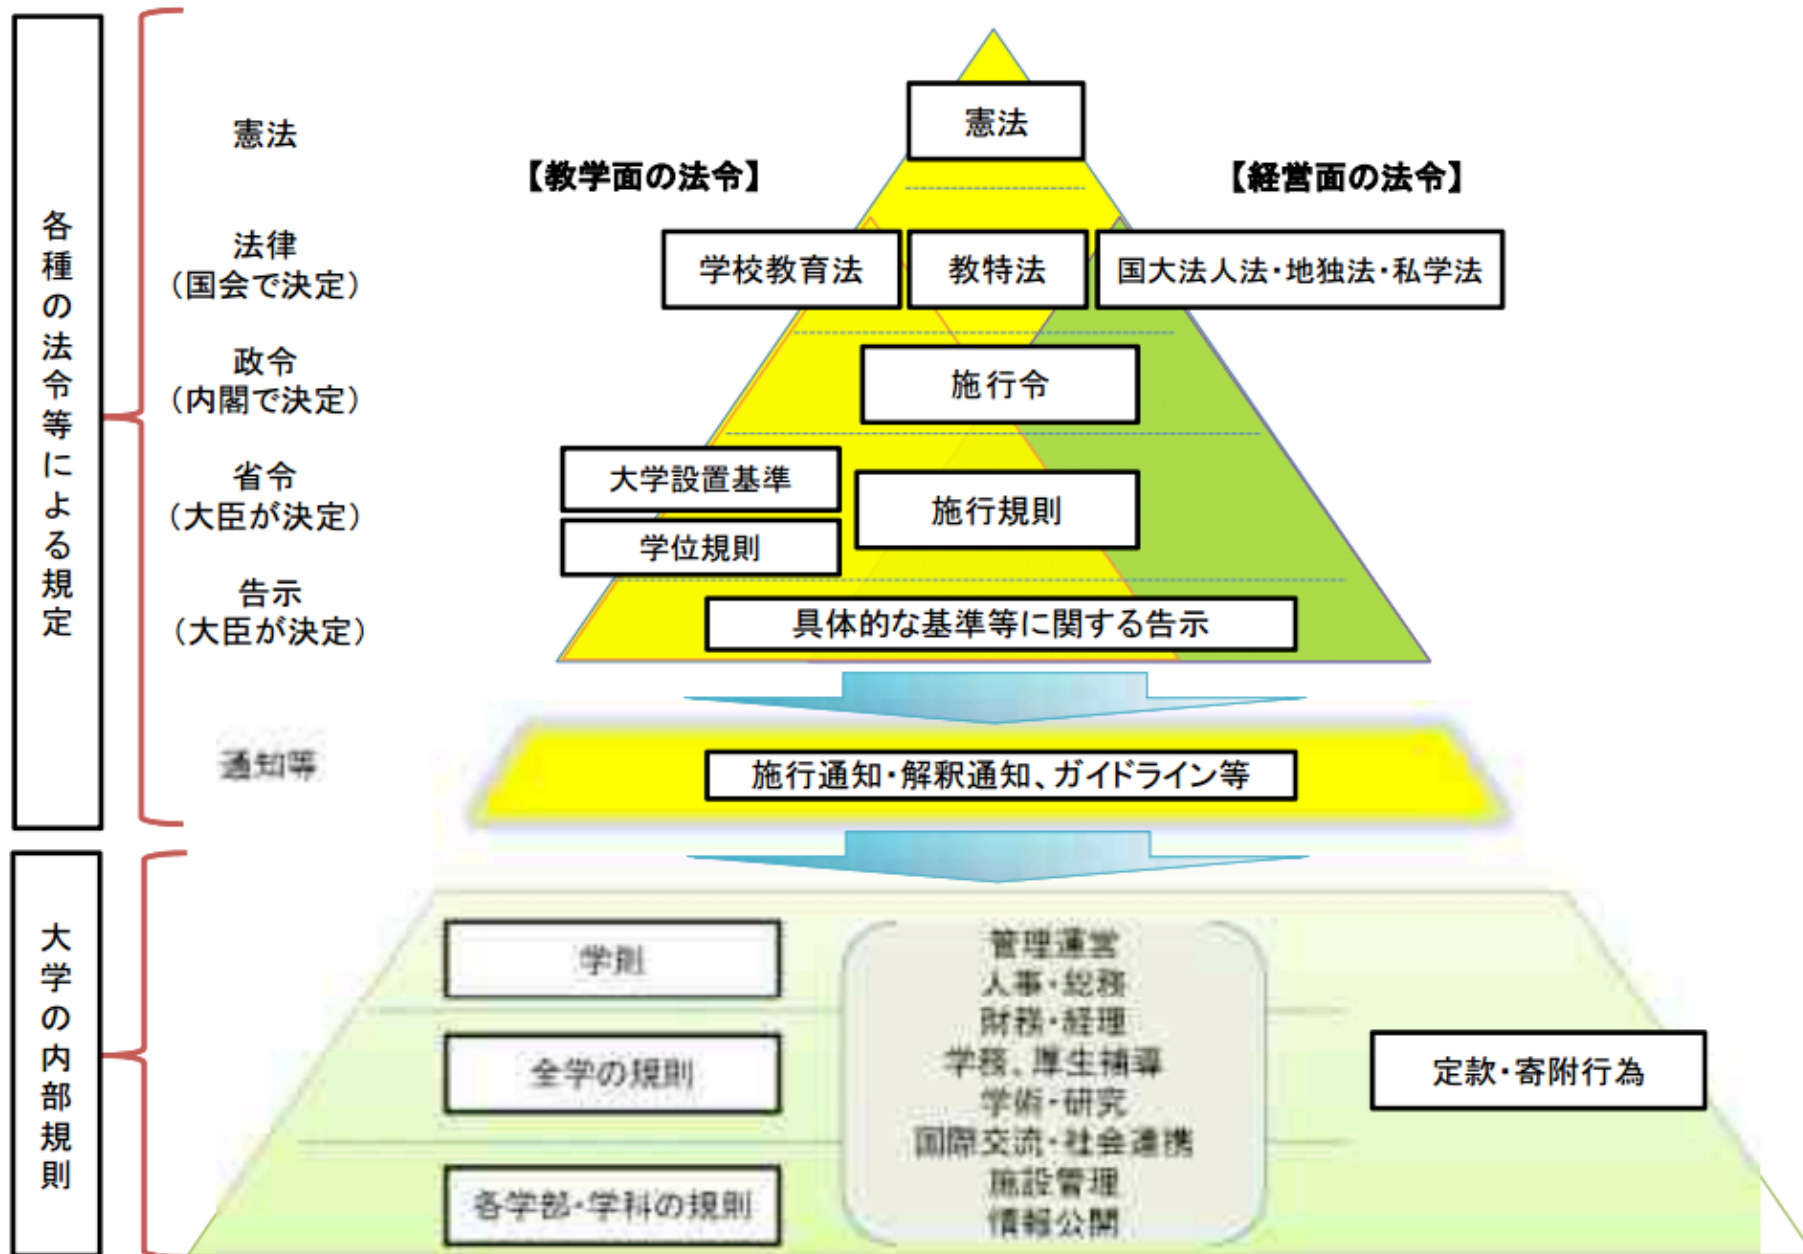 各種の法令等による規定
憲法
法律
（国会で決定）
政令
（内閣で決定）
省令
（大臣が決定）
告示
（大臣が決定）
通知等
憲法
【教学面の法令】
【経営面の法令】
学校教育法
教特法
国大法人法・地独法・私学法
施行令
大学設置基準
学位規則
施行規則
具体的な基準等に関する告示
施行通知・解釈通知、ガイドライン等
大学の内部規則
学則
全学の規則
各学部・学科の規則
管理運営
人事・総務
財務・経理
学務、厚生補導
学術・研究
国際交流・社会連携
施設管理
情報公開
定款・寄附行為